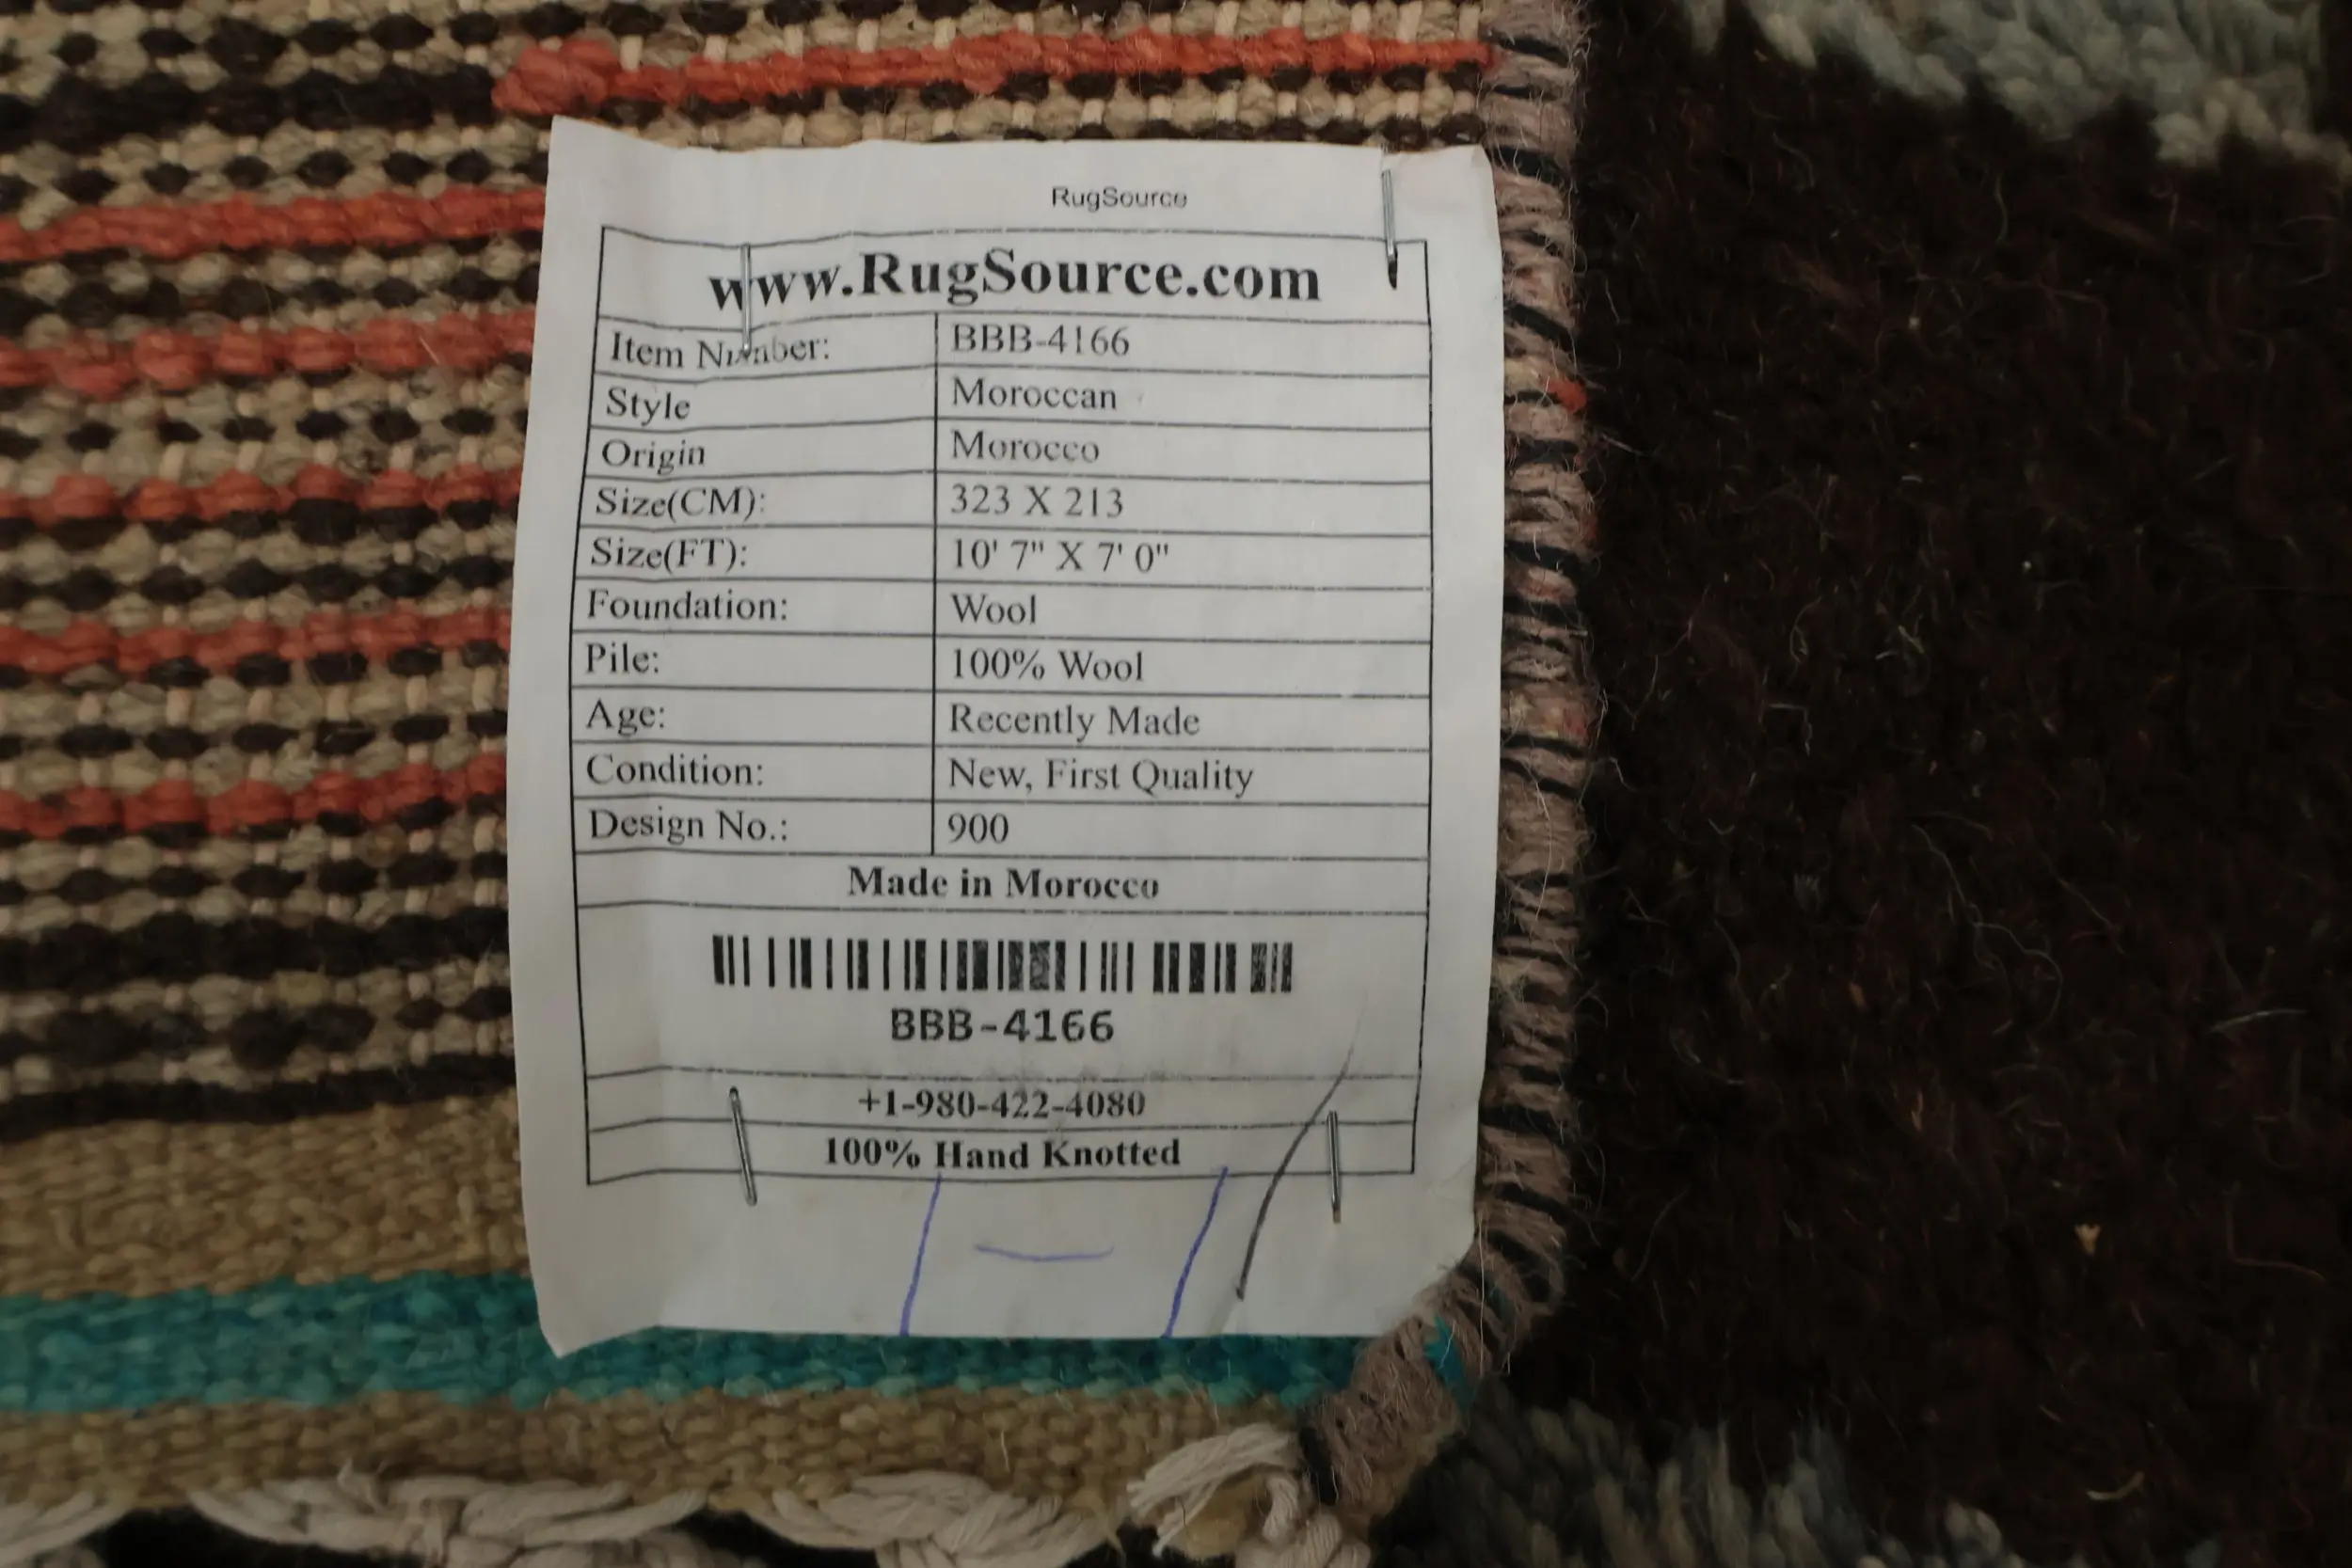 RugSource
www.RugSource.com
Item Number: BBB-4166
Style Moroccan
Origin Morocco
Size(CM): 323 X 213
Size(FT): 10' 7" X 7' 0"
Foundation: Wool
Pile: 100% Wool
Age: Recently Made
Condition: New, First Quality
Design No.: 900
Made in Morocco
BBB-4166
+1-980-422-4080
100% Hand Knotted